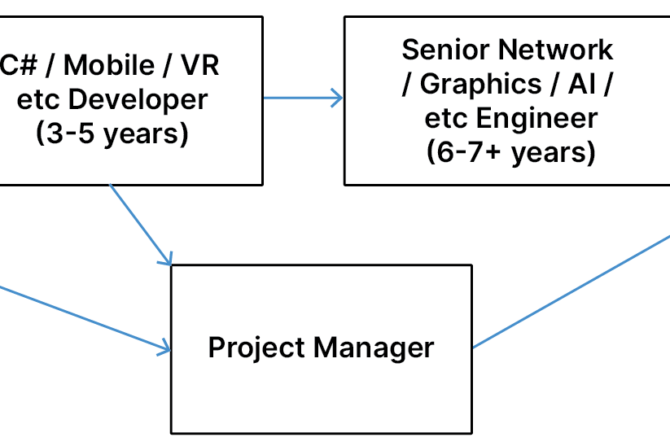 C# / Mobile / VR
etc Developer
(3-5 years)
Senior Network
/ Graphics / AI /
etc Engineer
(6-7+ years)
Project Manager